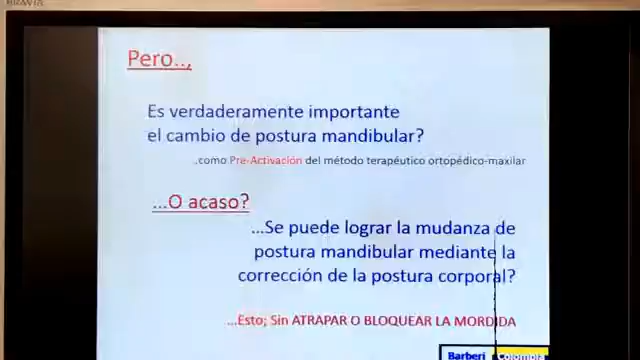 BRAVIA
Pero..,
Es verdaderamente importante
el cambio de postura mandibular?
..como Pre-Activación del método terapéutico ortopédico-maxilar
...O acaso?
...Se puede lograr la mudanza de
postura mandibular mediante la
corrección de la postura corporal?
...Esto; Sin ATRAPAR O BLOQUEAR LA MORDIDA
Barberi Colombia